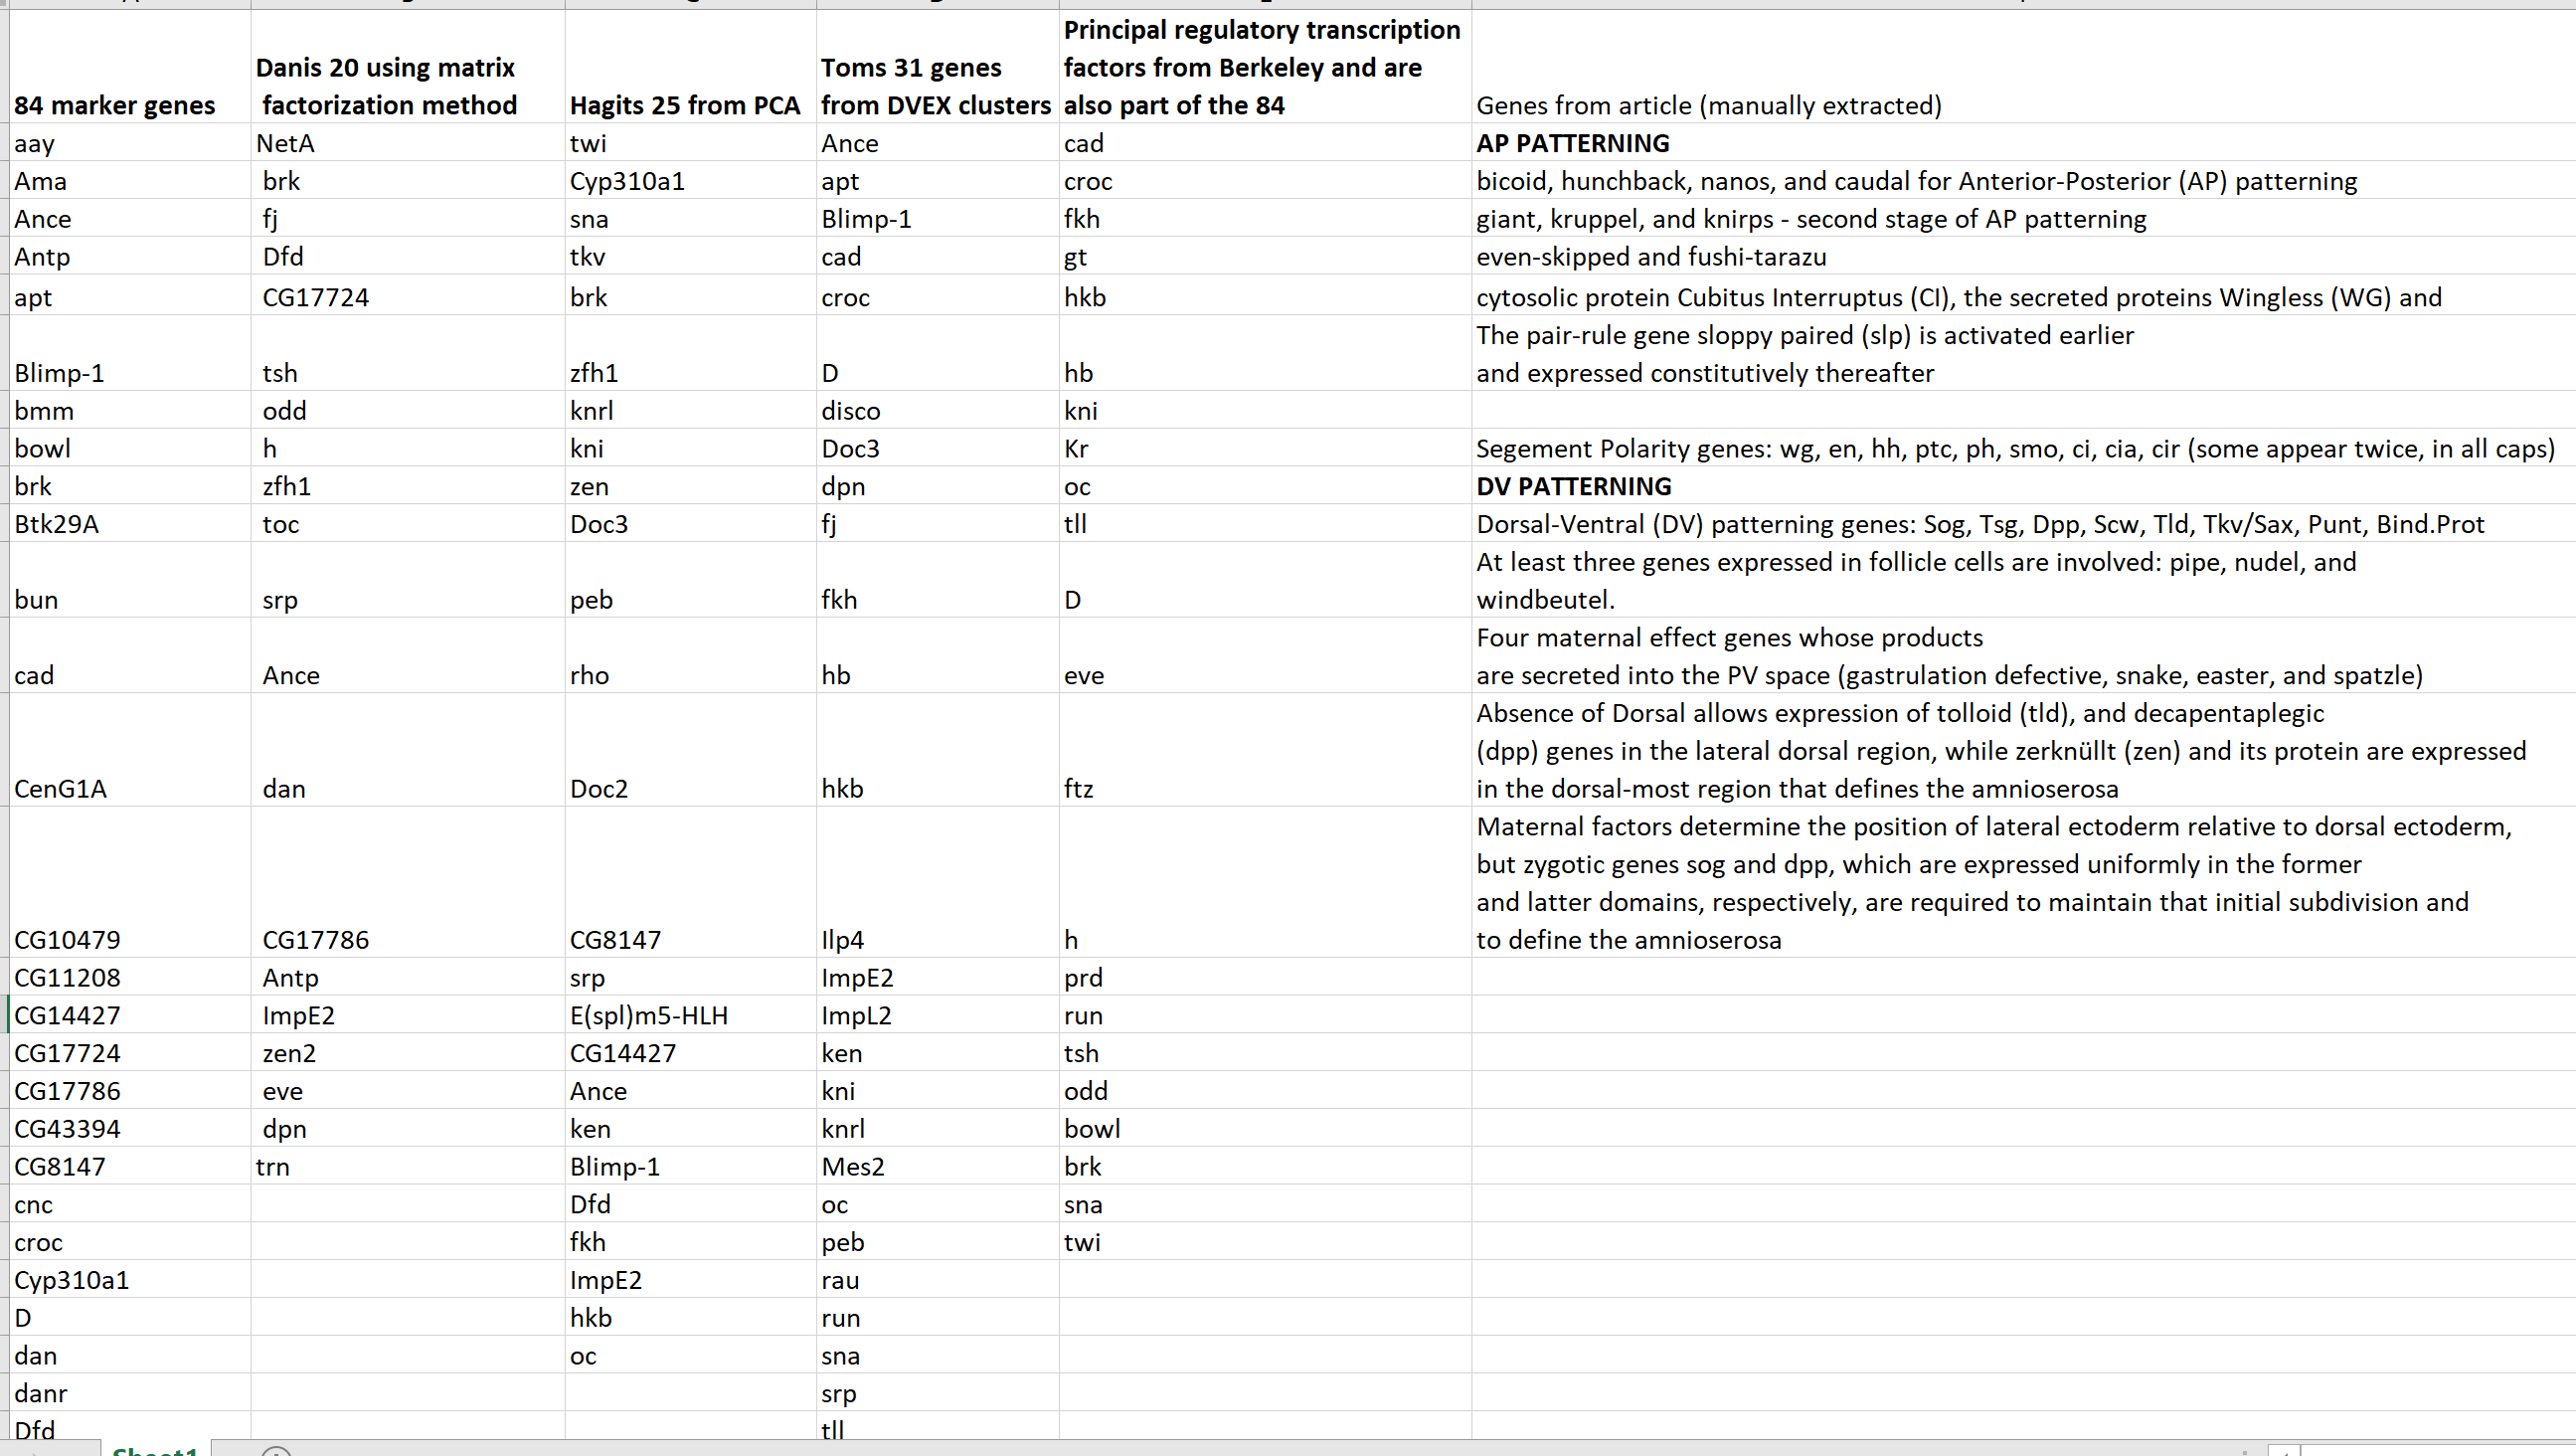 84 marker genes	Danis 20 using matrix factorization method	Hagits 25 from PCA	Toms 31 genes from DVEX clusters	Principal regulatory transcription factors from Berkeley and are also part of the 84	Genes from article (manually extracted)
aay	NetA	twi	Ance	cad	AP PATTERNING
Ama	brk	Cyp310a1	apt	croc	bicoid, hunchback, nanos, and caudal for Anterior-Posterior (AP) patterning
Ance	fj	sna	Blimp-1	fkh	giant, kruppel, and knirps - second stage of AP patterning
Antp	Dfd	tkv	cad	gt	even-skipped and fushi-tarazu
apt	CG17724	brk	croc	hkb	cytosolic protein Cubitus Interruptus (CI), the secreted proteins Wingless (WG) and
Blimp-1	tsh	zfh1	D	hb	The pair-rule gene sloppy paired (slp) is activated earlier
and expressed constitutively thereafter
bmm	odd	knrl	disco	kni
bowl	h	kni	Doc3	Kr	Segement Polarity genes: wg, en, hh, ptc, ph, smo, ci, cia, cir (some appear twice, in all caps)
brk	zfh1	zen	dpn	oc	DV PATTERNING
Btk29A	toc	Doc3	fj	tll	Dorsal-Ventral (DV) patterning genes: Sog, Tsg, Dpp, Scw, Tld, Tkv/Sax, Punt, Bind.Prot
bun	srp	peb	fkh	D	At least three genes expressed in follicle cells are involved: pipe, nudel, and
windbeutel.
cad	Ance	rho	hb	eve	Four maternal effect genes whose products
are secreted into the PV space (gastrulation defective, snake, easter, and spatzle)
CenG1A	dan	Doc2	hkb	ftz	Absence of Dorsal allows expression of tolloid (tld), and decapentaplegic
(dpp) genes in the lateral dorsal region, while zerknüllt (zen) and its protein are expressed
in the dorsal-most region that defines the amnioserosa
CG10479	CG17786	CG8147	Ilp4	h	Maternal factors determine the position of lateral ectoderm relative to dorsal ectoderm,
but zygotic genes sog and dpp, which are expressed uniformly in the former
and latter domains, respectively, are required to maintain that initial subdivision and
to define the amnioserosa
CG11208	Antp	srp	ImpE2	prd
CG14427	ImpE2	E(spl)m5-HLH	ImpL2	run
CG17724	zen2	CG14427	ken	tsh
CG17786	eve	Ance	kni	odd
CG43394	dpn	ken	knrl	bowl
CG8147	trn	Blimp-1	Mes2	brk
cnc	Dfd	oc	sna
croc	fkh	peb	twi
Cyp310a1	ImpE2	rau
D	hkb	run
dan	oc	sna
danr	srp
Dfd	tll
Sheet1